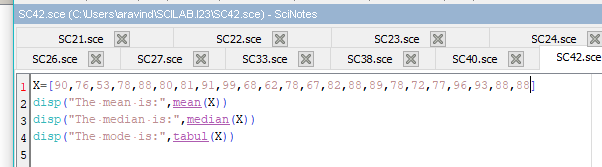 SC42.sce (C:\Users\aravind\SCILAB.I23\SC42.sce) - SciNotes
SC21.sce SC22.sce SC23.sce SC24.sce
SC26.sce SC27.sce SC33.sce SC38.sce SC40.sce SC42.sce
1 X=[90,76,53,78,88,80,81,91,99,68,62,78,67,82,88,89,78,72,77,96,93,88,88]
2 disp("The mean is:",mean(X))
3 disp("The median is:",median(X))
4 disp("The mode is:",tabul(X))
5